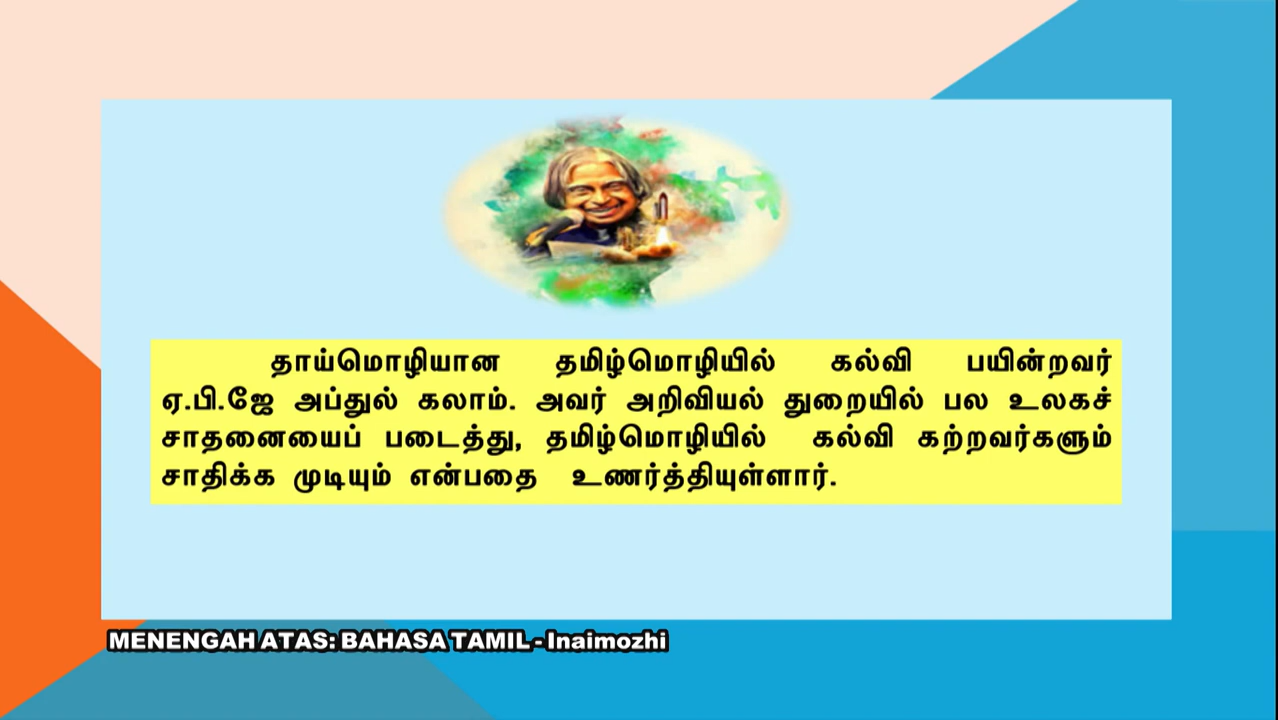 தாய்மொழியான தமிழ்மொழியில் கல்வி பயின்றவர்
ஏ.பி.ஜே அப்துல் கலாம். அவர் அறிவியல் துறையில் பல உலகச்
சாதனையைப் படைத்து, தமிழ்மொழியில் கல்வி கற்றவர்களும்
சாதிக்க முடியும் என்பதை உணர்த்தியுள்ளார்.
MENENGAH ATAS: BAHASA TAMIL - Inaimozhi